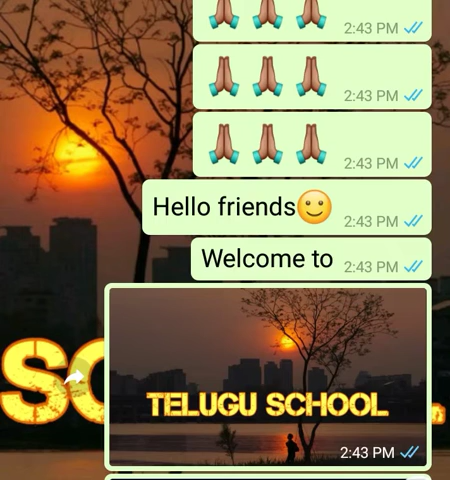 2:43 PM
🙏🏽 🙏🏽 🙏🏽 2:43 PM
🙏🏽 🙏🏽 🙏🏽 2:43 PM
Hello friends🙂 2:43 PM
Welcome to 2:43 PM
SC
TELUGU SCHOOL
2:43 PM